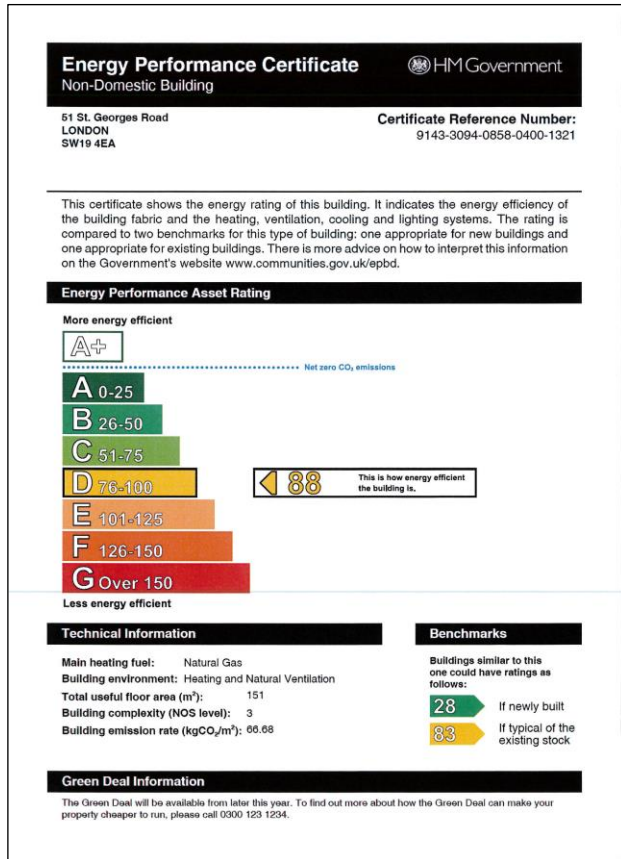 Energy Performance Certificate
HM Government
Non-Domestic Building
51 St. Georges Road
LONDON
SW19 4EA
Certificate Reference Number:
9143-3094-0858-0400-1321
This certificate shows the energy rating of this building. It indicates the energy efficiency of
the building fabric and the heating, ventilation, cooling and lighting systems. The rating is
compared to two benchmarks for this type of building: one appropriate for new buildings and
one appropriate for existing buildings. There is more advice on how to interpret this information
on the Government's website www.communities.gov.uk/epbd.
Energy Performance Asset Rating
More energy efficient
A+
Net zero CO₂ emissions
A 0-25
B 26-50
C 51-75
D 76-100
88
This is how energy efficient
the building is.
E 101-125
F 126-150
G Over 150
Less energy efficient
Technical Information
Main heating fuel: Natural Gas
Building environment: Heating and Natural Ventilation
Total useful floor area (m²): 151
Building complexity (NOS level): 3
Building emission rate (kgCO₂/m²): 66.68
Benchmarks
Buildings similar to this
one could have ratings as
follows:
28 If newly built
83 If typical of the
existing stock
Green Deal Information
The Green Deal will be available from later this year. To find out more about how the Green Deal can make your
property cheaper to run, please call 0300 123 1234.